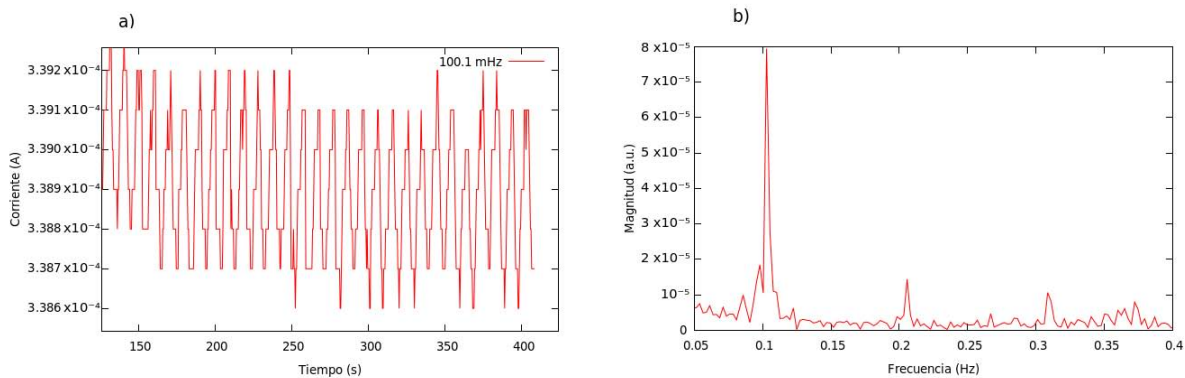 a)
100.1 mHz
3.392 x10⁻⁴
3.391 x10⁻⁴
3.390 x10⁻⁴
3.389 x10⁻⁴
3.388 x10⁻⁴
3.387 x10⁻⁴
3.386 x10⁻⁴
Corriente (A)
150 200 250 300 350 400
Tiempo (s)
b)
8 x10⁻⁵
7 x10⁻⁵
6 x10⁻⁵
5 x10⁻⁵
4 x10⁻⁵
3 x10⁻⁵
2 x10⁻⁵
10⁻⁵
0
Magnitud (a.u.)
0.05 0.1 0.15 0.2 0.25 0.3 0.35 0.4
Frecuencia (Hz)